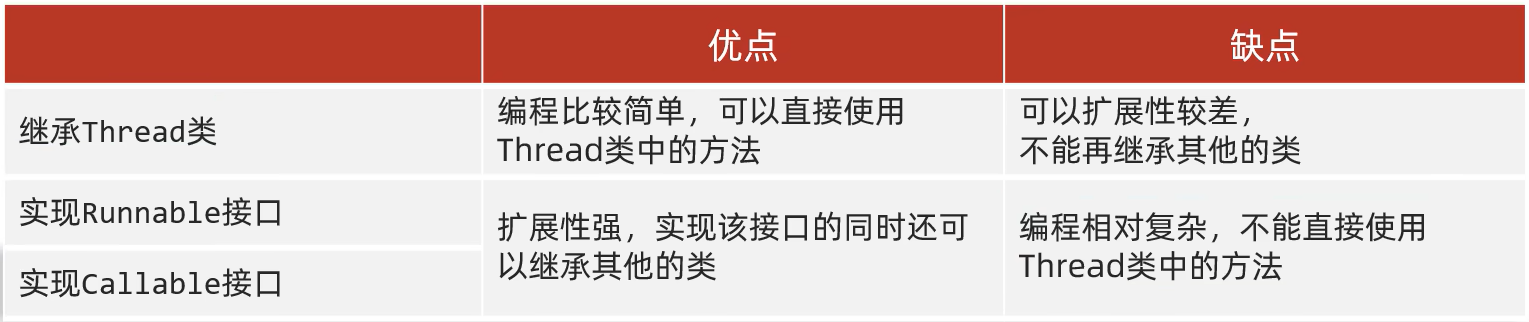 优点
缺点
继承Thread类
编程比较简单，可以直接使用
Thread类中的方法
可以扩展性较差，
不能再继承其他的类
实现Runnable接口
实现Callable接口
扩展性强，实现该接口的同时还可
以继承其他的类
编程相对复杂，不能直接使用
Thread类中的方法